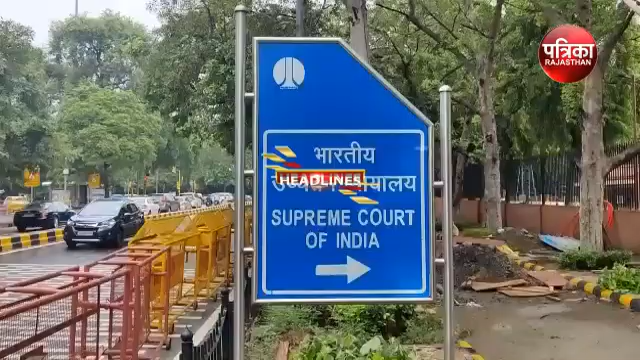 पत्रिका
RAJASTHAN
भारतीय
HEADLINES
SUPREME COURT
OF INDIA